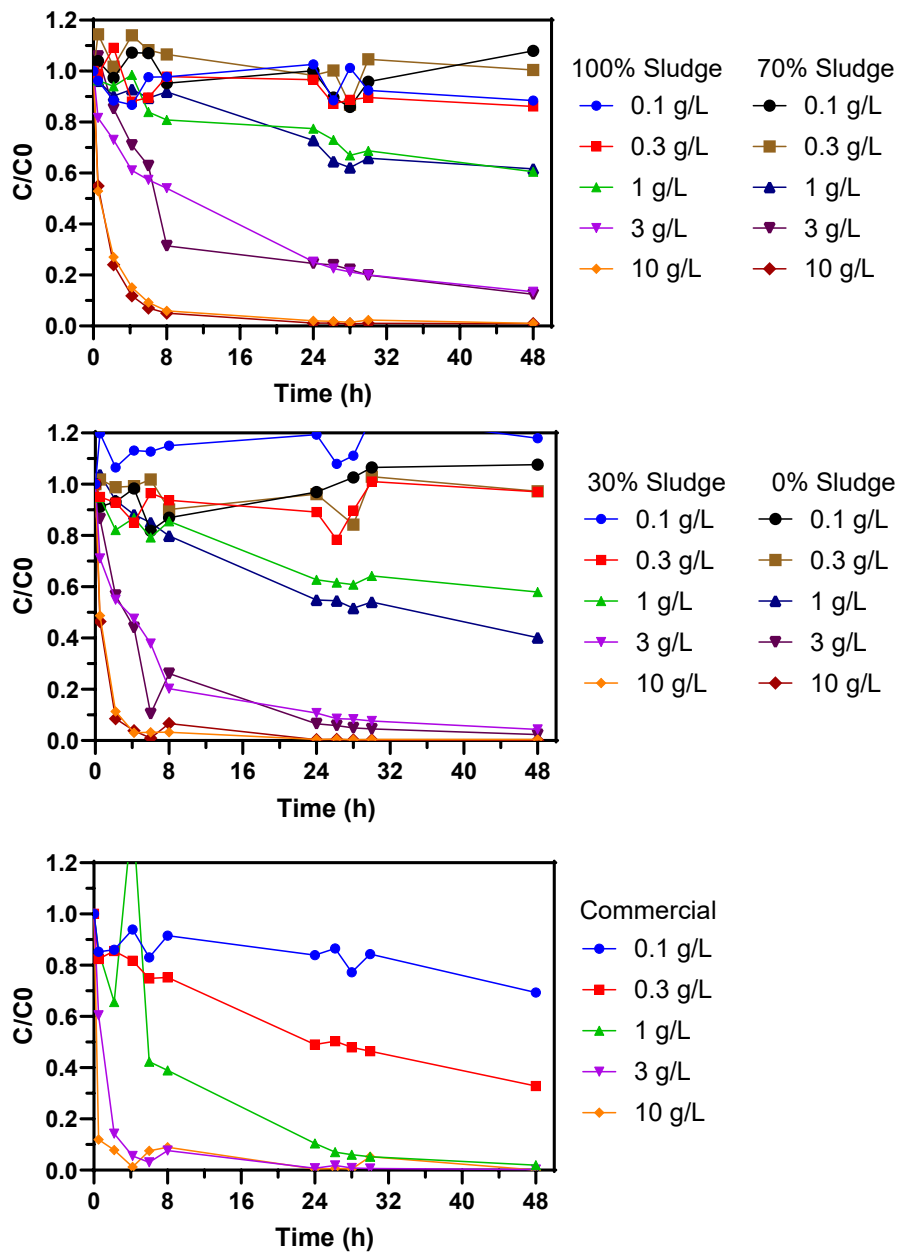 1.2
1.0
0.8
0.6
0.4
0.2
0.0
C/C0
0 8 16 24 32 40 48
Time (h)
100% Sludge 70% Sludge
0.1 g/L 0.1 g/L
0.3 g/L 0.3 g/L
1 g/L 1 g/L
3 g/L 3 g/L
10 g/L 10 g/L
1.2
1.0
0.8
0.6
0.4
0.2
0.0
C/C0
0 8 16 24 32 40 48
Time (h)
30% Sludge 0% Sludge
0.1 g/L 0.1 g/L
0.3 g/L 0.3 g/L
1 g/L 1 g/L
3 g/L 3 g/L
10 g/L 10 g/L
1.2
1.0
0.8
0.6
0.4
0.2
0.0
C/C0
0 8 16 24 32 40 48
Time (h)
Commercial
0.1 g/L
0.3 g/L
1 g/L
3 g/L
10 g/L